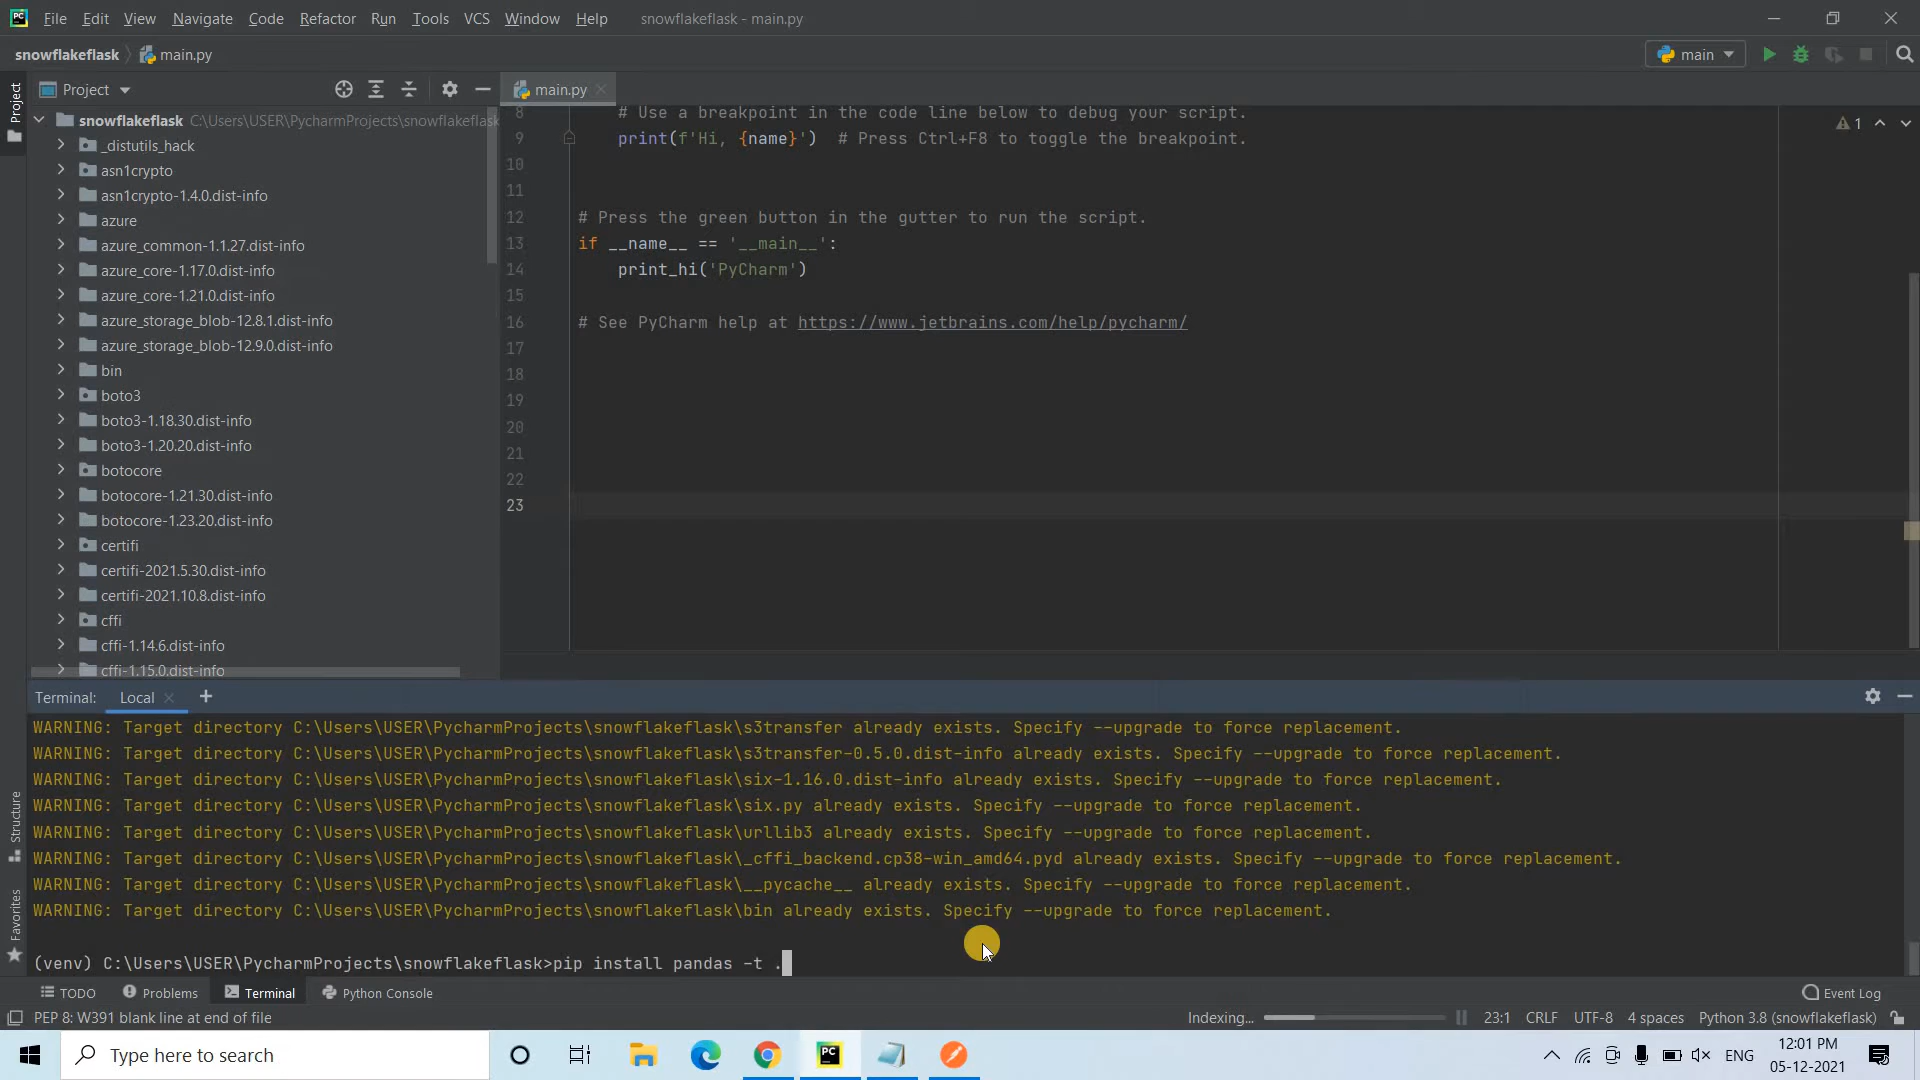 PC File Edit View Navigate Code Refactor Run Tools VCS Window Help snowflakeflask - main.py
snowflakeflask main.py main
Project main.py
Project
snowflakeflask C:\Users\USER\PycharmProjects\snowflakeflask
_distutils_hack
asn1crypto
asn1crypto-1.4.0.dist-info
azure
azure_common-1.1.27.dist-info
azure_core-1.17.0.dist-info
azure_core-1.21.0.dist-info
azure_storage_blob-12.8.1.dist-info
azure_storage_blob-12.9.0.dist-info
bin
boto3
boto3-1.18.30.dist-info
boto3-1.20.20.dist-info
botocore
botocore-1.21.30.dist-info
botocore-1.23.20.dist-info
certifi
certifi-2021.5.30.dist-info
certifi-2021.10.8.dist-info
cffi
cffi-1.14.6.dist-info
cffi-1.15.0.dist-info
8 # Use a breakpoint in the code line below to debug your script.
9 print(f'Hi, {name}') # Press Ctrl+F8 to toggle the breakpoint.
10
11
12 # Press the green button in the gutter to run the script.
13 if __name__ == '__main__':
14 print_hi('PyCharm')
15
16 # See PyCharm help at https://www.jetbrains.com/help/pycharm/
17
18
19
20
21
22
23
1
Terminal: Local
WARNING: Target directory C:\Users\USER\PycharmProjects\snowflakeflask\s3transfer already exists. Specify --upgrade to force replacement.
WARNING: Target directory C:\Users\USER\PycharmProjects\snowflakeflask\s3transfer-0.5.0.dist-info already exists. Specify --upgrade to force replacement.
WARNING: Target directory C:\Users\USER\PycharmProjects\snowflakeflask\six-1.16.0.dist-info already exists. Specify --upgrade to force replacement.
WARNING: Target directory C:\Users\USER\PycharmProjects\snowflakeflask\six.py already exists. Specify --upgrade to force replacement.
WARNING: Target directory C:\Users\USER\PycharmProjects\snowflakeflask\urllib3 already exists. Specify --upgrade to force replacement.
WARNING: Target directory C:\Users\USER\PycharmProjects\snowflakeflask\_cffi_backend.cp38-win_amd64.pyd already exists. Specify --upgrade to force replacement.
WARNING: Target directory C:\Users\USER\PycharmProjects\snowflakeflask\__pycache__ already exists. Specify --upgrade to force replacement.
WARNING: Target directory C:\Users\USER\PycharmProjects\snowflakeflask\bin already exists. Specify --upgrade to force replacement.
(venv) C:\Users\USER\PycharmProjects\snowflakeflask>pip install pandas -t .
Structure
Favorites
TODO Problems Terminal Python Console Event Log
PEP 8: W391 blank line at end of file Indexing... 23:1 CRLF UTF-8 4 spaces Python 3.8 (snowflakeflask)
Type here to search PC ENG 12:01 PM
05-12-2021